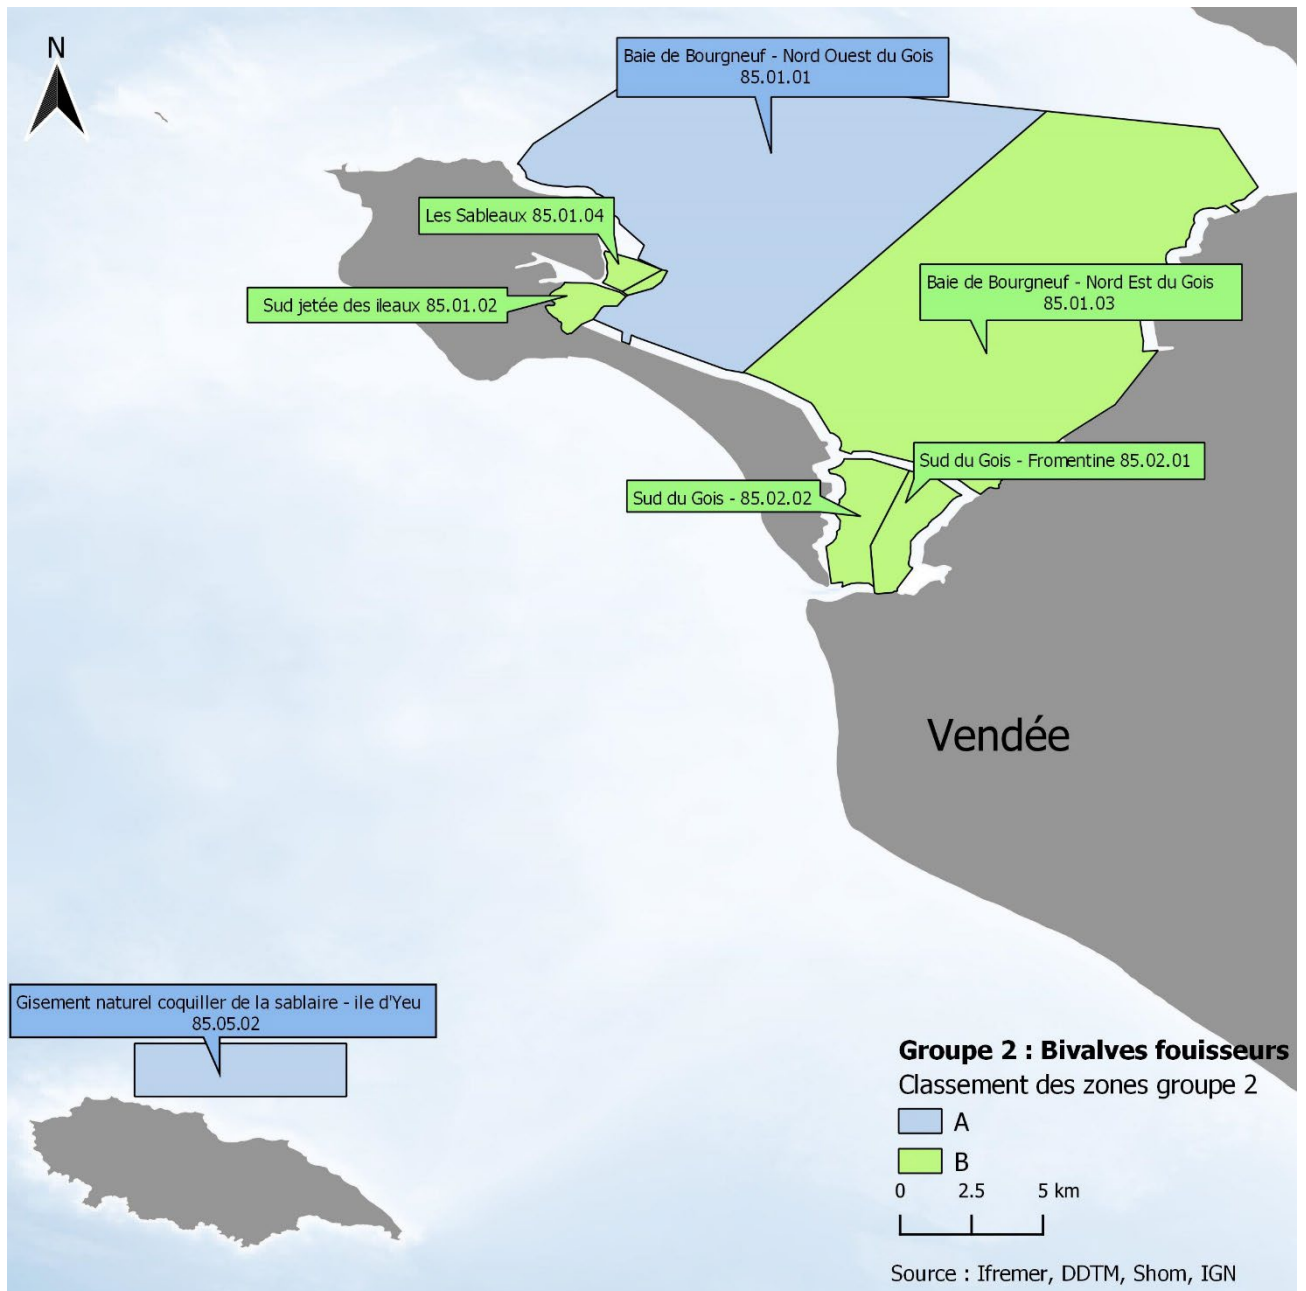 N
Baie de Bourgneuf - Nord Ouest du Gois
85.01.01
Les Sableaux 85.01.04
Sud jetée des ileaux 85.01.02
Baie de Bourgneuf - Nord Est du Gois
85.01.03
Sud du Gois - Fromentine 85.02.01
Sud du Gois - 85.02.02
Vendée
Gisement naturel coquiller de la sablaire - ile d'Yeu
85.05.02
Groupe 2 : Bivalves fouisseurs
Classement des zones groupe 2
A
B
0 2.5 5 km
Source : Ifremer, DDTM, Shom, IGN